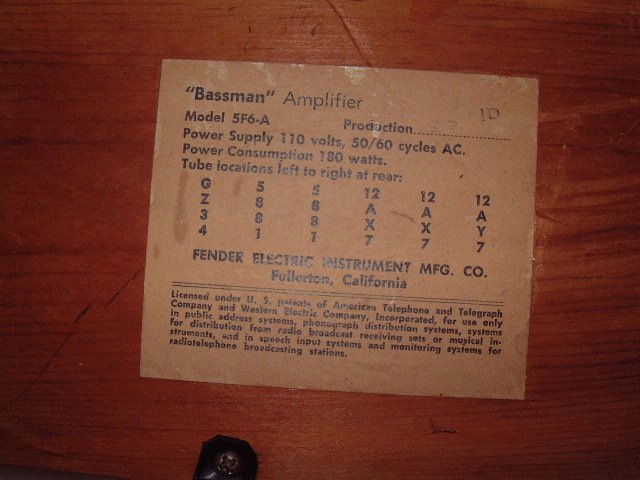 "Bassman" Amplifier
1D
Model 5F6-A Production
Power Supply 110 volts, 50/60 cycles AC.
Power Consumption 180 watts.
Tube locations left to right at rear:
G 5 5 12 12 12
Z 8 8 A A A
3 8 8 X X Y
4 1 1 7 7 7
FENDER ELECTRIC INSTRUMENT MFG. CO.
Fullerton, California
Licensed under U. S. patents of American Telephone and Telegraph
Company and Western Electric Company, Incorporated, for use only
in public address systems, phonograph distribution systems, systems
for distribution from radio broadcast receiving sets or musical in-
struments, and in speech input systems and monitoring systems for
radiotelephone broadcasting stations.